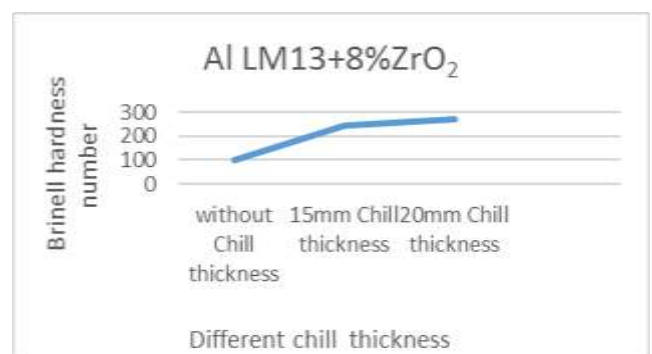 Al LM13+8%ZrO₂
Brinell hardness
number
300
200
100
0
without
Chill
thickness
15mm Chill
thickness
20mm Chill
thickness
Different chill thickness